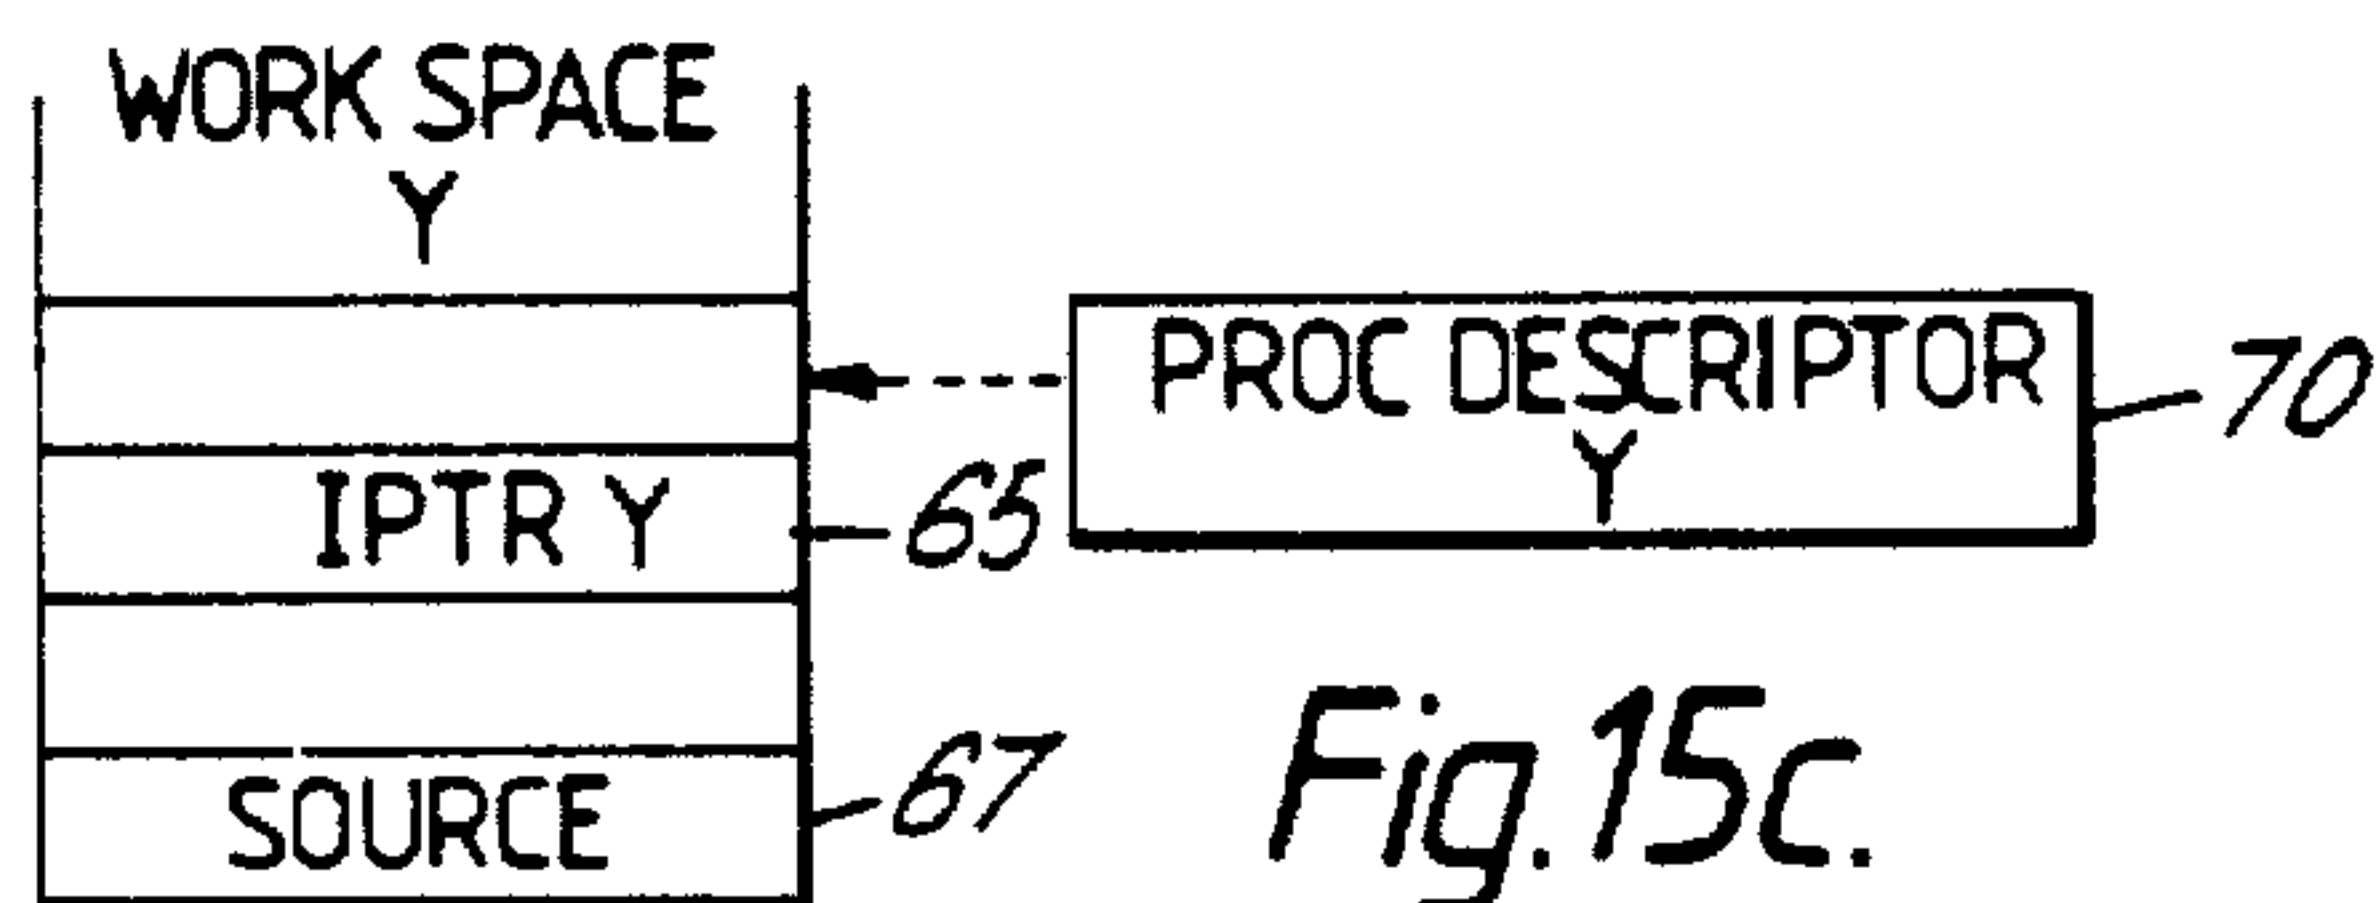 WORK SPACE
Y
PROC DESCRIPTOR
Y
70
IPTR Y
65
SOURCE
67
Fig. 15c.